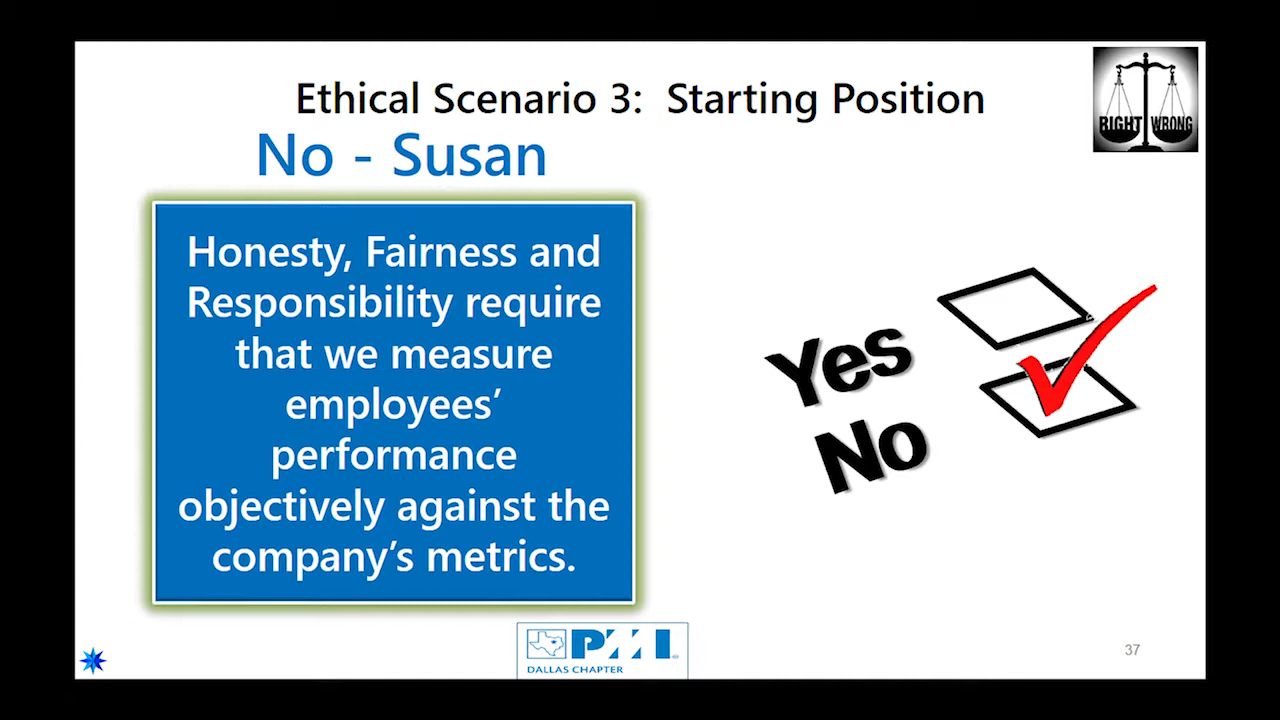 Ethical Scenario 3:  Starting Position
RIGHT WRONG
No - Susan
Honesty, Fairness and
Responsibility require
that we measure
employees’
performance
objectively against the
company’s metrics.
Yes
No
PMI
DALLAS CHAPTER
37